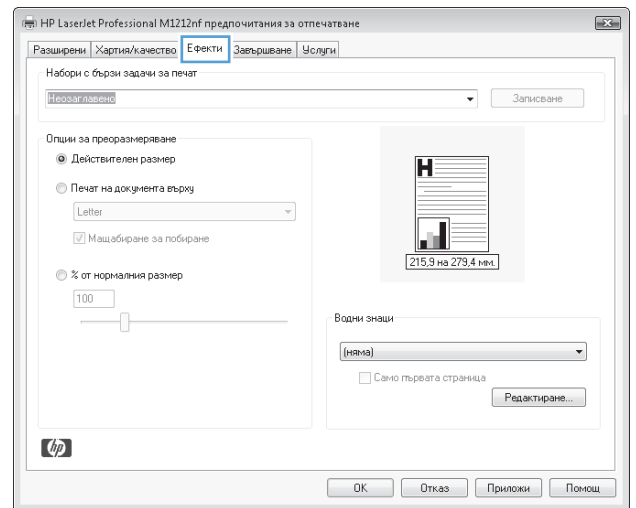 HP LaserJet Professional M1212nf предпочитания за отпечатване
Разширени Хартия/качество Ефекти Завършване Услуги
Набори с бързи задачи за печат
Неозаглавено
Записване
Опции за преоразмеряване
Действителен размер
Печат на документа върху
Letter
Мащабиране за побиране
% от нормалния размер
100
H
215,9 на 279,4 мм.
Водни знаци
(няма)
Само първата страница
Редактиране...
hp
OK Отказ Приложи Помощ